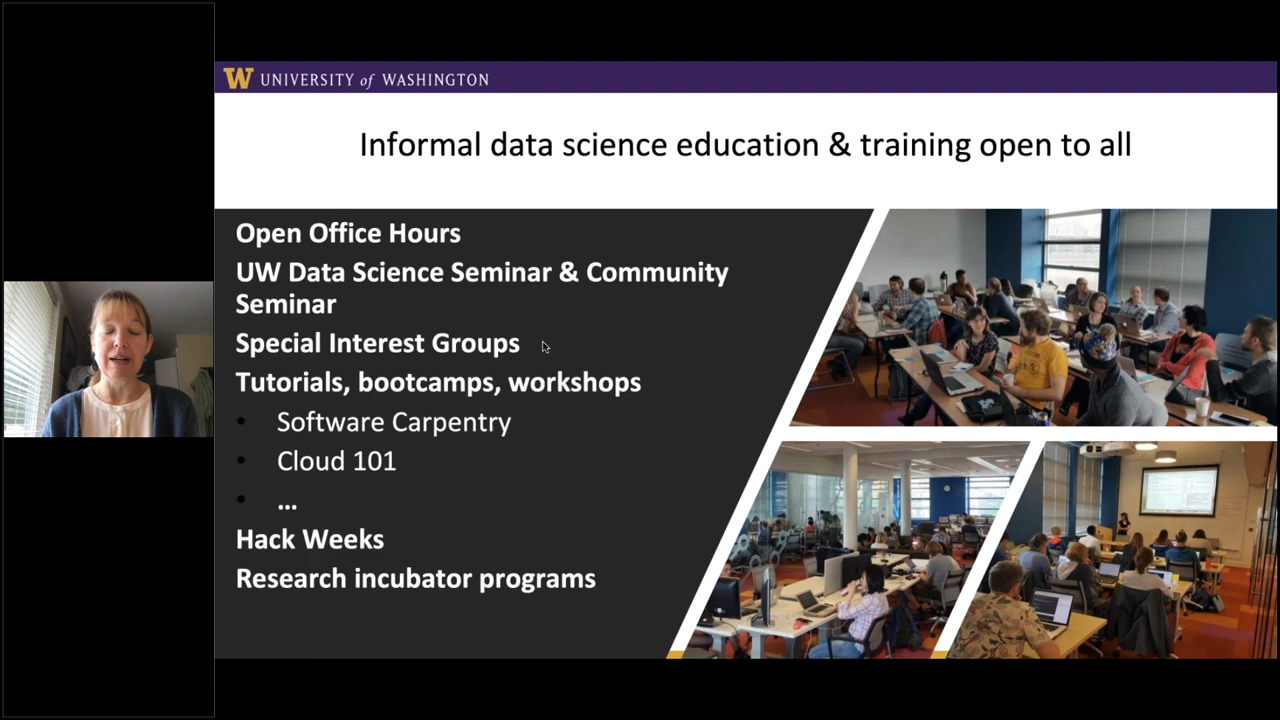 W UNIVERSITY of WASHINGTON
Informal data science education & training open to all
Open Office Hours
UW Data Science Seminar & Community
Seminar
Special Interest Groups
Tutorials, bootcamps, workshops
• Software Carpentry
• Cloud 101
• ...
Hack Weeks
Research incubator programs